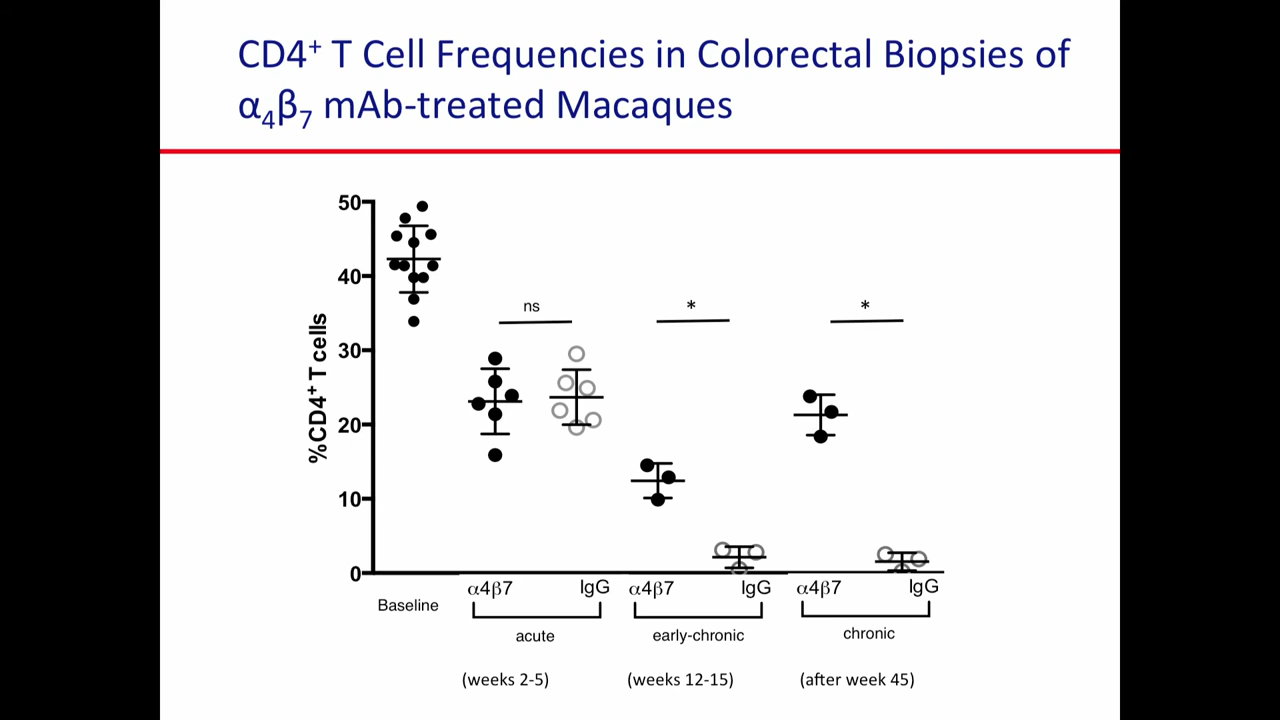 CD4⁺ T Cell Frequencies in Colorectal Biopsies of
α₄β₇ mAb-treated Macaques
%CD4⁺ T cells
50
40
30
20
10
0
ns
*
*
Baseline
α4β7 IgG
acute
(weeks 2-5)
α4β7 IgG
early-chronic
(weeks 12-15)
α4β7 IgG
chronic
(after week 45)